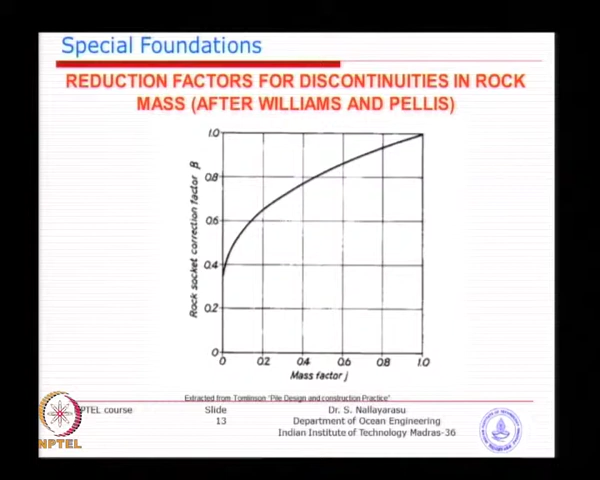 Special Foundations
REDUCTION FACTORS FOR DISCONTINUITIES IN ROCK
MASS (AFTER WILLIAMS AND PELLIS)
Rock socket correction factor β
1.0
0.8
0.6
0.4
0.2
0
0 0.2 0.4 0.6 0.8 1.0
Mass factor j
Extracted from Tomlinson "Pile Design and construction Practice"
NPTEL course Slide Dr. S. Nallayarasu
13 Department of Ocean Engineering
Indian Institute of Technology Madras-36
NPTEL